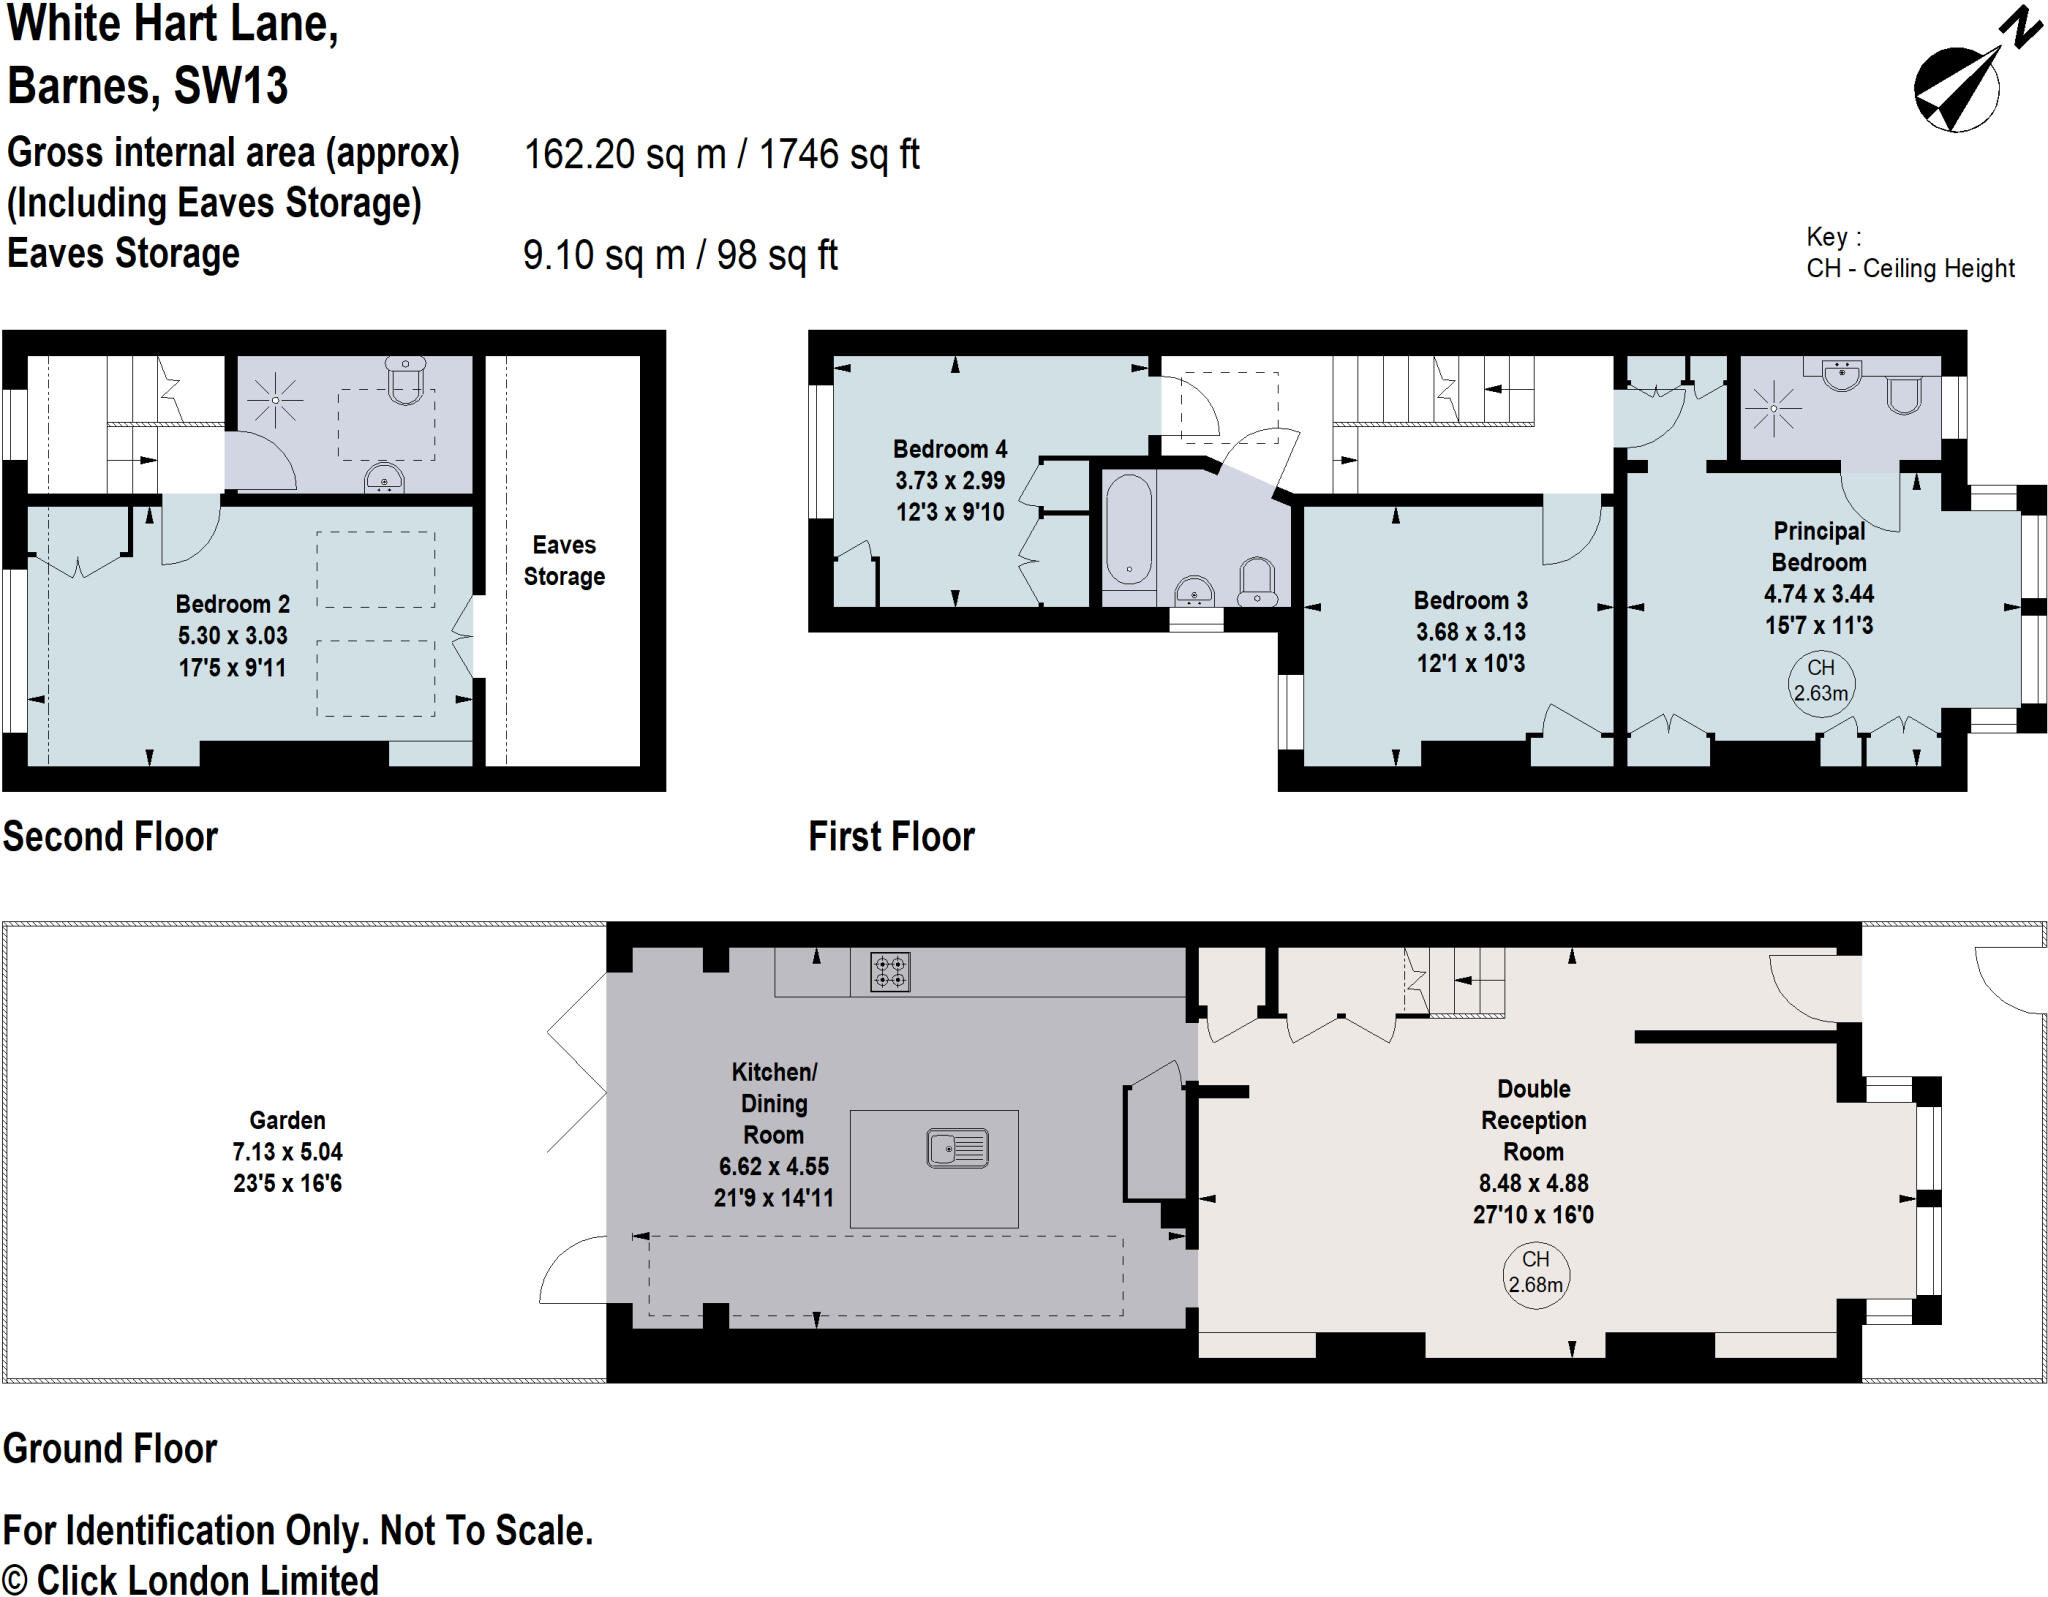 White Hart Lane,
Barnes, SW13
N
Gross internal area (approx) 162.20 sq m / 1746 sq ft
(Including Eaves Storage)
Eaves Storage 9.10 sq m / 98 sq ft
Key :
CH - Ceiling Height
Bedroom 2
5.30 x 3.03
17'5 x 9'11
Eaves
Storage
Second Floor
Bedroom 4
3.73 x 2.99
12'3 x 9'10
Bedroom 3
3.68 x 3.13
12'1 x 10'3
Principal
Bedroom
4.74 x 3.44
15'7 x 11'3
CH
2.63m
First Floor
Garden
7.13 x 5.04
23'5 x 16'6
Kitchen/
Dining
Room
6.62 x 4.55
21'9 x 14'11
Double
Reception
Room
8.48 x 4.88
27'10 x 16'0
CH
2.68m
Ground Floor
For Identification Only. Not To Scale.
© Click London Limited